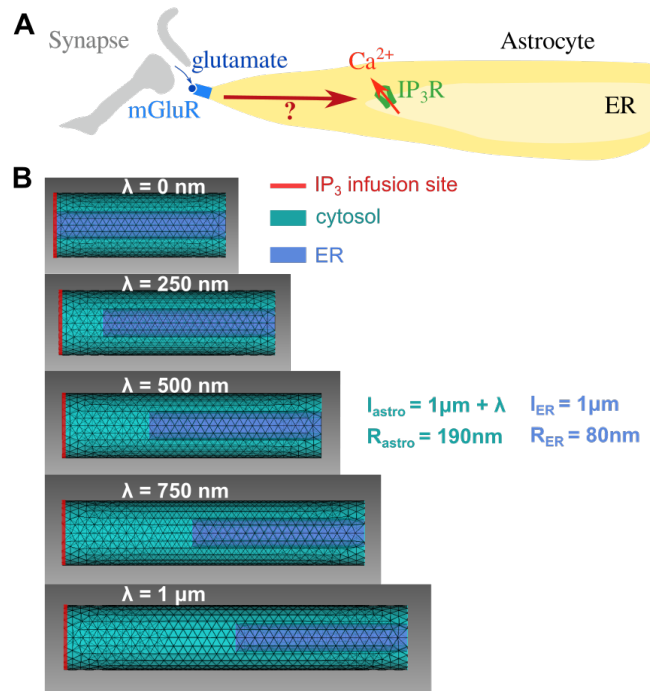 A
Synapse
glutamate
mGluR
?
Ca2+
IP3R
Astrocyte
ER
B
λ = 0 nm
IP3 infusion site
cytosol
ER
λ = 250 nm
λ = 500 nm
lastro = 1µm + λ lER = 1µm
Rastro = 190nm RER = 80nm
λ = 750 nm
λ = 1 µm